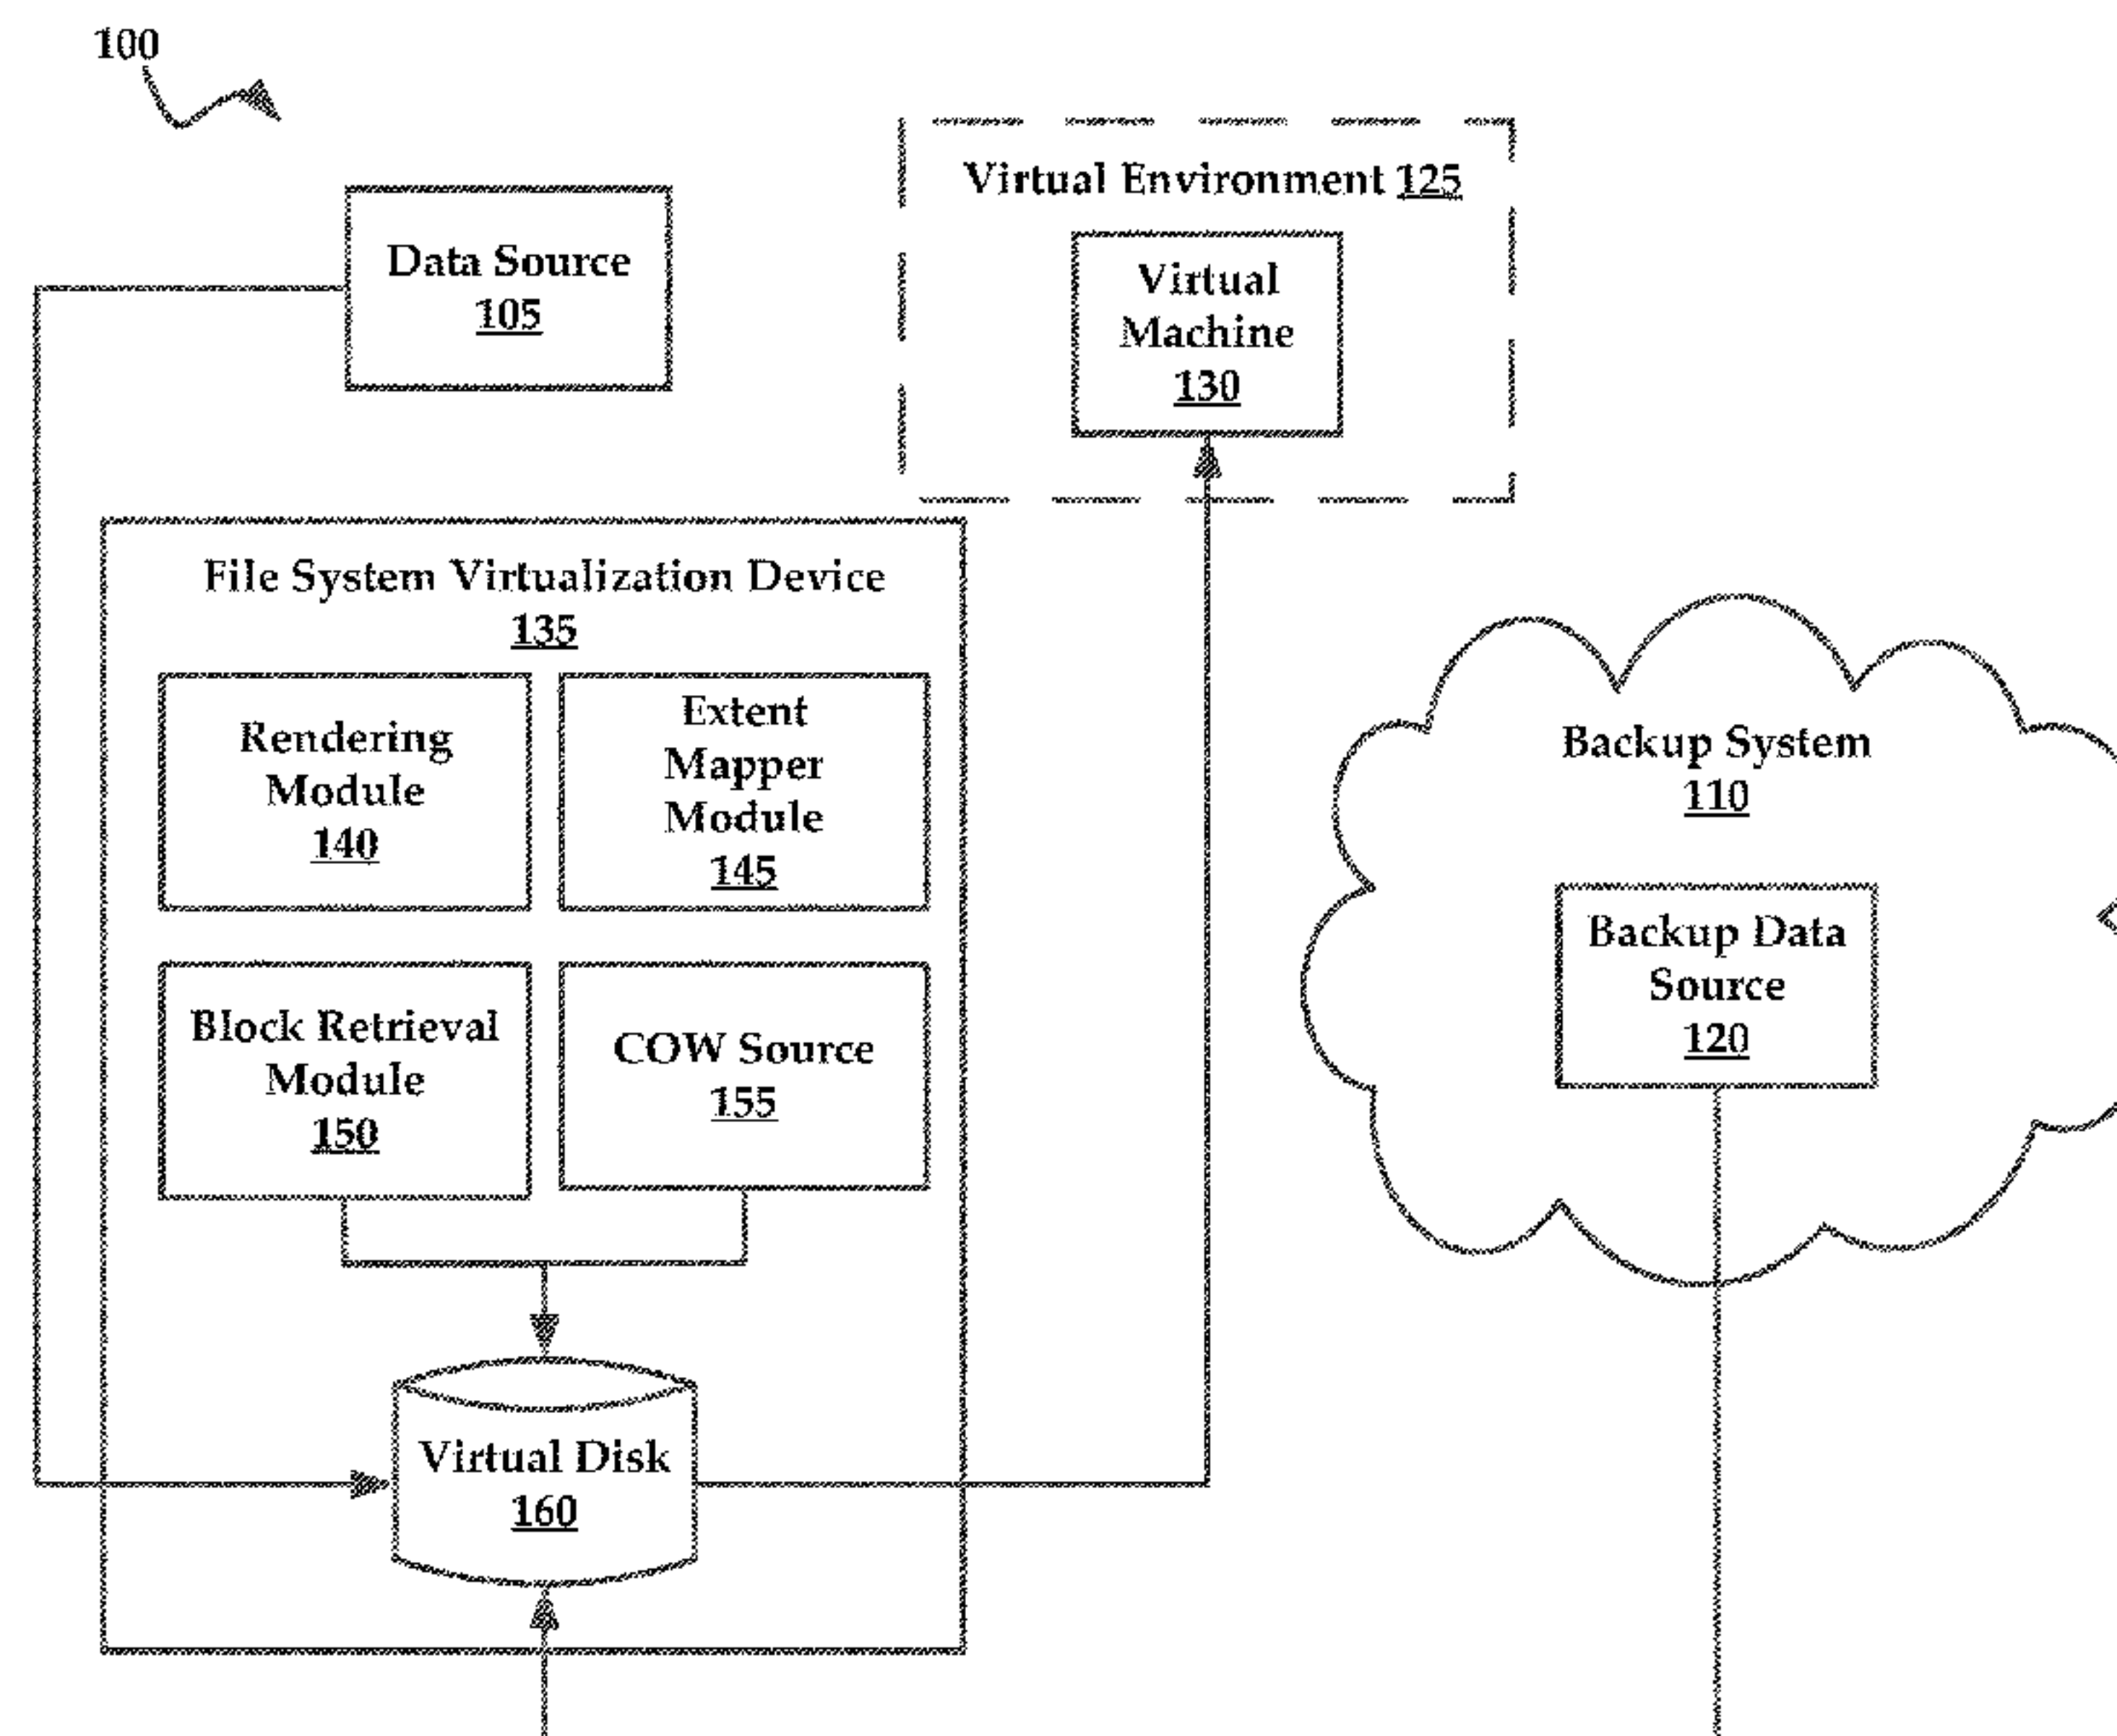 100
Data Source
105
Virtual Environment 125
Virtual
Machine
130
File System Virtualization Device
135
Rendering
Module
140
Extent
Mapper
Module
145
Block Retrieval
Module
150
COW Source
155
Virtual Disk
160
Backup System
110
Backup Data
Source
120